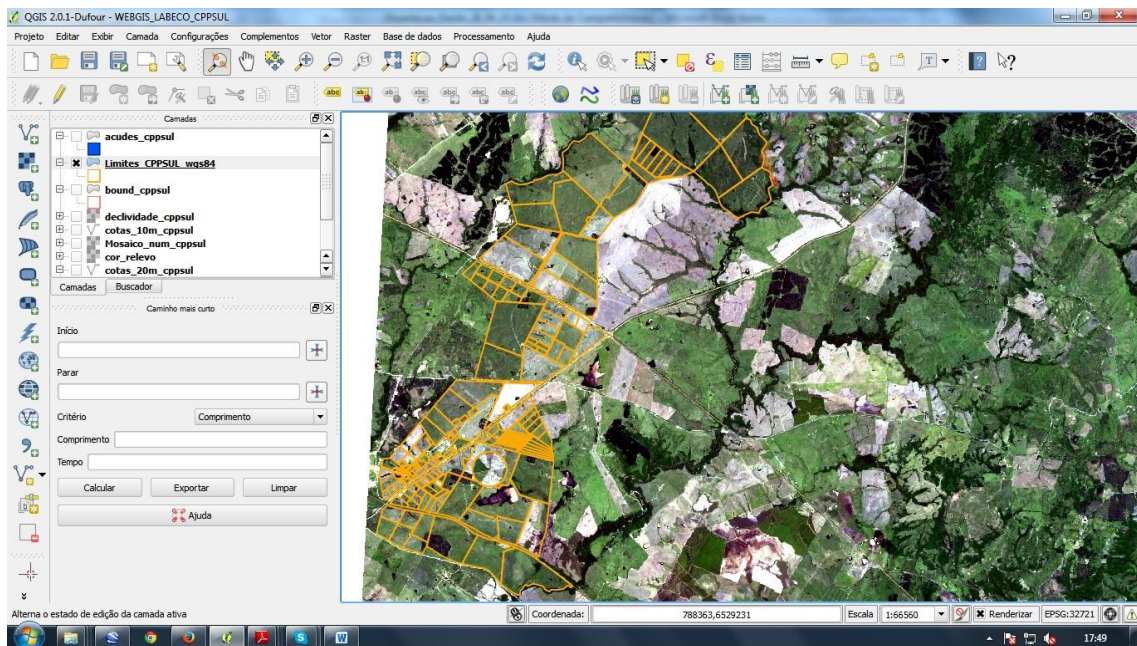 QGIS 2.0.1-Dufour - WEBGIS_LABECO_CPPSUL
Projeto Editar Exibir Camada Configurações Complementos Vetor Raster Base de dados Processamento Ajuda
Camadas
acudes_cppsul
Limites_CPPSUL_wgs84
bound_cppsul
declividade_cppsul
cotas_10m_cppsul
Mosaico_num_cppsul
cor_relevo
cotas_20m_cppsul
Camadas Buscador
Caminho mais curto
Início
Parar
Critério Comprimento
Comprimento
Tempo
Calcular Exportar Limpar
Ajuda
Alterna o estado de edição da camada ativa Coordenada: 788363,6529231 Escala 1:66560 Renderizar EPSG:32721
17:49